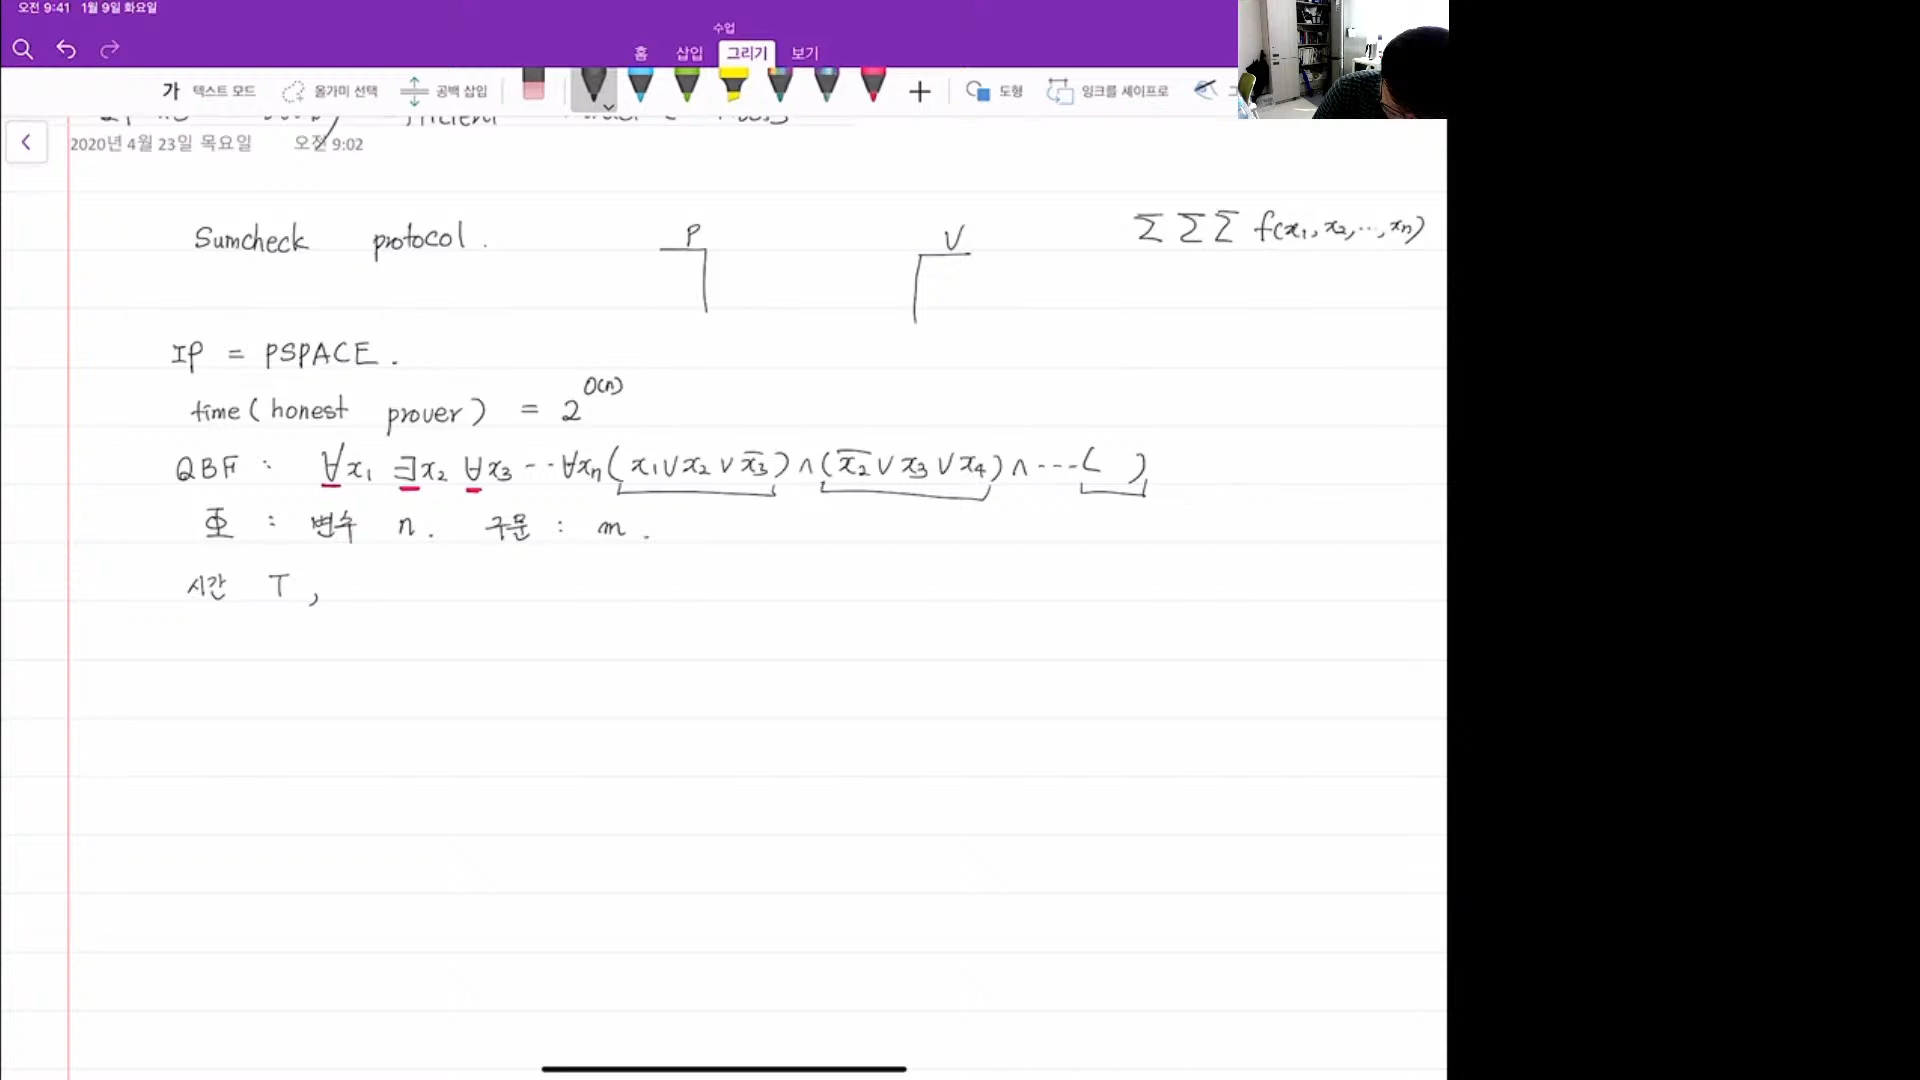 오전 9:41 1월 9일 화요일
수업
홈 삽입 그리기 보기
가 텍스트 모드 올가미 선택 공백 삽입 도형 잉크를 셰이프로
2020년 4월 23일 목요일 오전 9:02
Sumcheck protocol. P V Σ Σ Σ f(x₁, x₂, ..., xₙ)
IP = PSPACE.
time(honest prover) = 2^O(n)
QBF : ∀x₁ ∃x₂ ∀x₃ ... ∀xₙ(x₁∨x₂∨x̄₃)∧(x̄₂∨x₃∨x₄)∧...( )
Φ : 변수 n. 구문 : m.
시간 T,